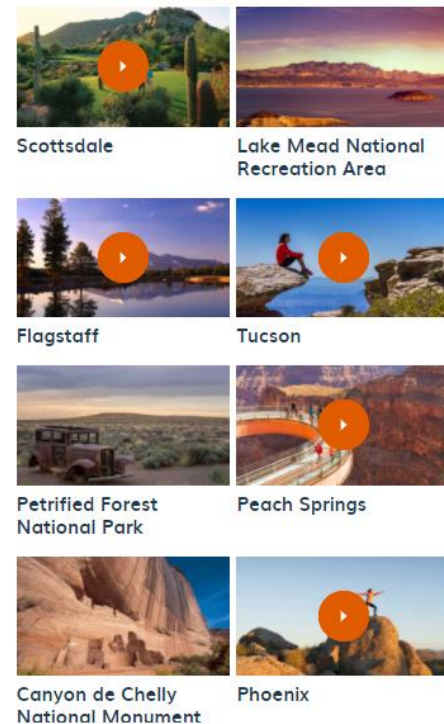 Scottsdale
Lake Mead National
Recreation Area
Flagstaff
Tucson
Petrified Forest
National Park
Peach Springs
Canyon de Chelly
National Monument
Phoenix